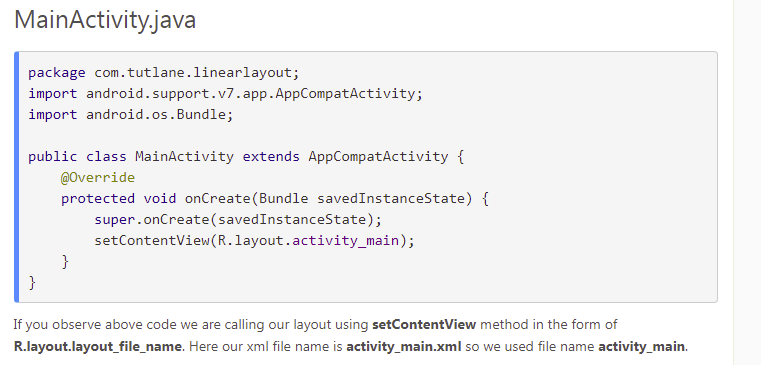 MainActivity.java
package com.tutlane.linearlayout;
import android.support.v7.app.AppCompatActivity;
import android.os.Bundle;
public class MainActivity extends AppCompatActivity {
@Override
protected void onCreate(Bundle savedInstanceState) {
super.onCreate(savedInstanceState);
setContentView(R.layout.activity_main);
}
}
If you observe above code we are calling our layout using setContentView method in the form of
R.layout.layout_file_name. Here our xml file name is activity_main.xml so we used file name activity_main.